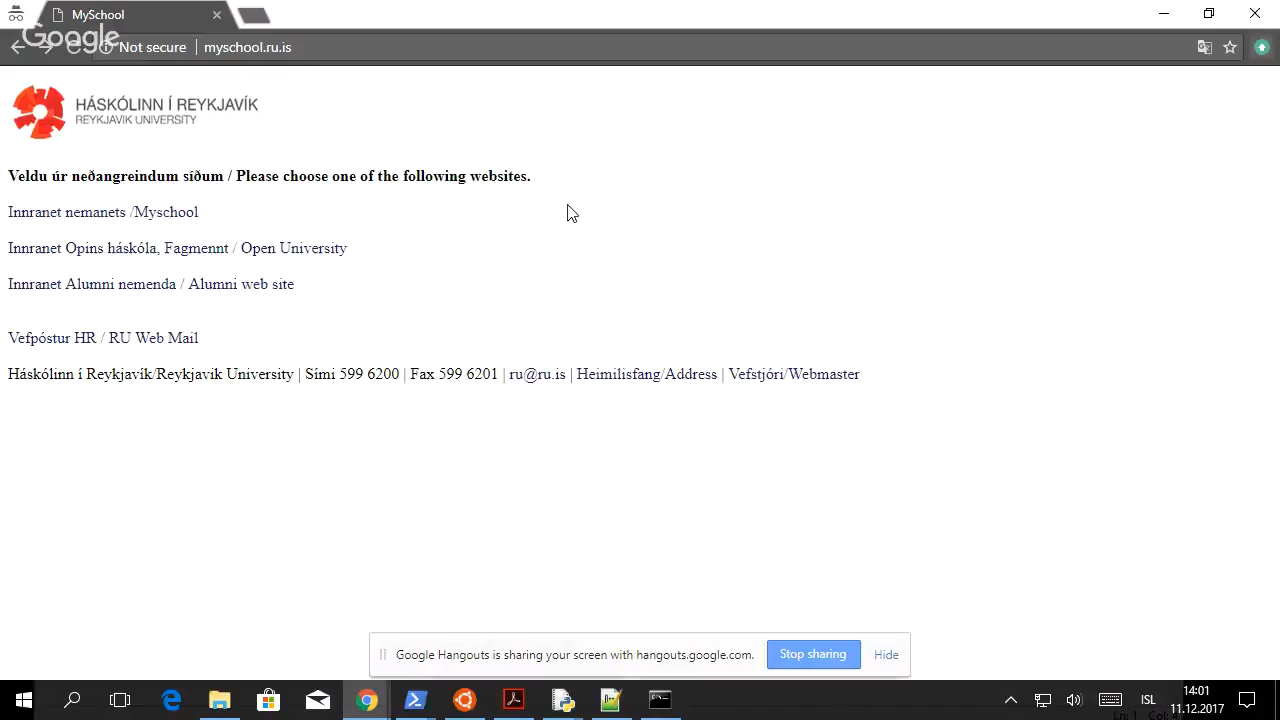 MySchool
Google
Not secure
myschool.ru.is
HÁSKÓLINN Í REYKJAVÍK
REYKJAVIK UNIVERSITY
Veldu úr neðangreindum síðum / Please choose one of the following websites.
Innranet nemanets /Myschool
Innranet Opins háskóla, Fagmennt / Open University
Innranet Alumni nemenda / Alumni web site
Vefpóstur HR / RU Web Mail
Háskólinn í Reykjavík/Reykjavik University | Sími 599 6200 | Fax 599 6201 | ru@ru.is | Heimilisfang/Address | Vefstjóri/Webmaster
Google Hangouts is sharing your screen with hangouts.google.com. Stop sharing Hide
ISL
14:01
11.12.2017